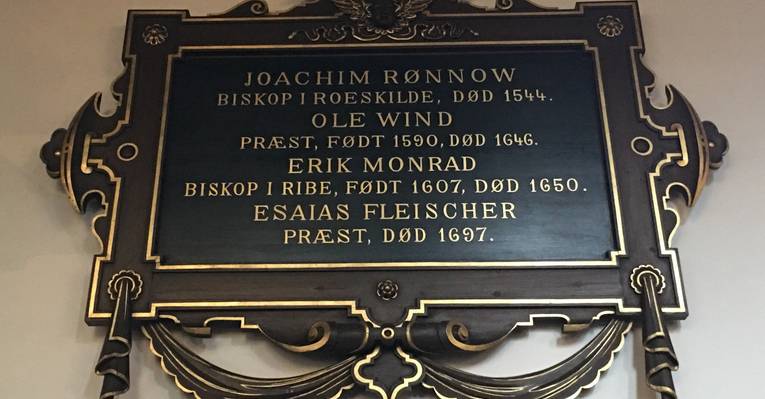 JOACHIM RØNNOW
BISKOP I ROESKILDE, DØD 1544.
OLE WIND
PRÆST, FØDT 1590, DØD 1646.
ERIK MONRAD
BISKOP I RIBE, FØDT 1607, DØD 1650.
ESAIAS FLEISCHER
PRÆST, DØD 1697.